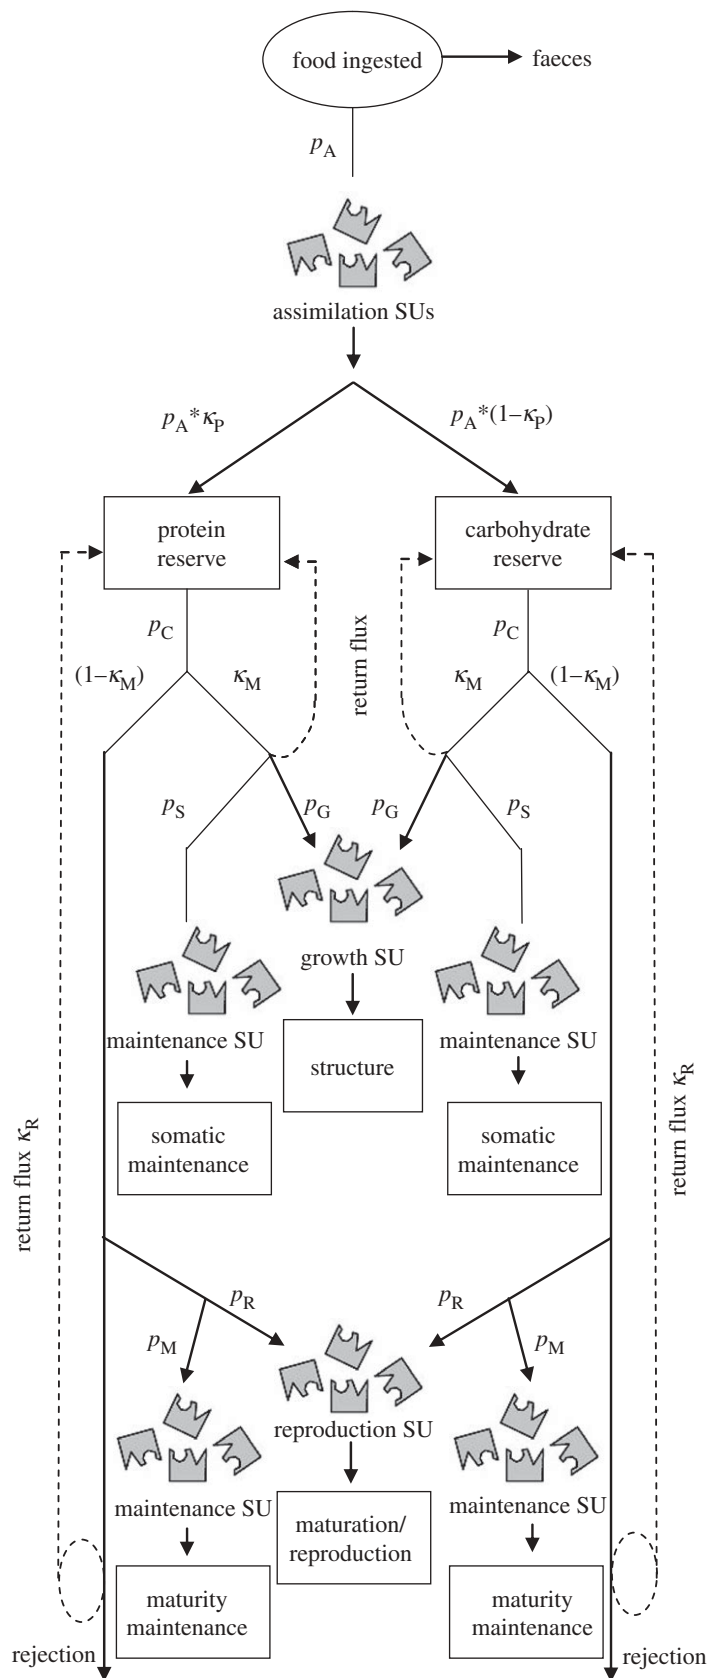 food ingested
faeces
p_A
assimilation SUs
p_A*κ_P
p_A*(1–κ_P)
protein
reserve
carbohydrate
reserve
p_C
p_C
(1–κ_M)
κ_M
return flux
κ_M
(1–κ_M)
p_S
p_G
p_G
p_S
growth SU
maintenance SU
maintenance SU
structure
somatic
maintenance
somatic
maintenance
return flux κ_R
return flux κ_R
p_R
p_R
p_M
p_M
reproduction SU
maintenance SU
maintenance SU
maturation/
reproduction
maturity
maintenance
maturity
maintenance
rejection
rejection